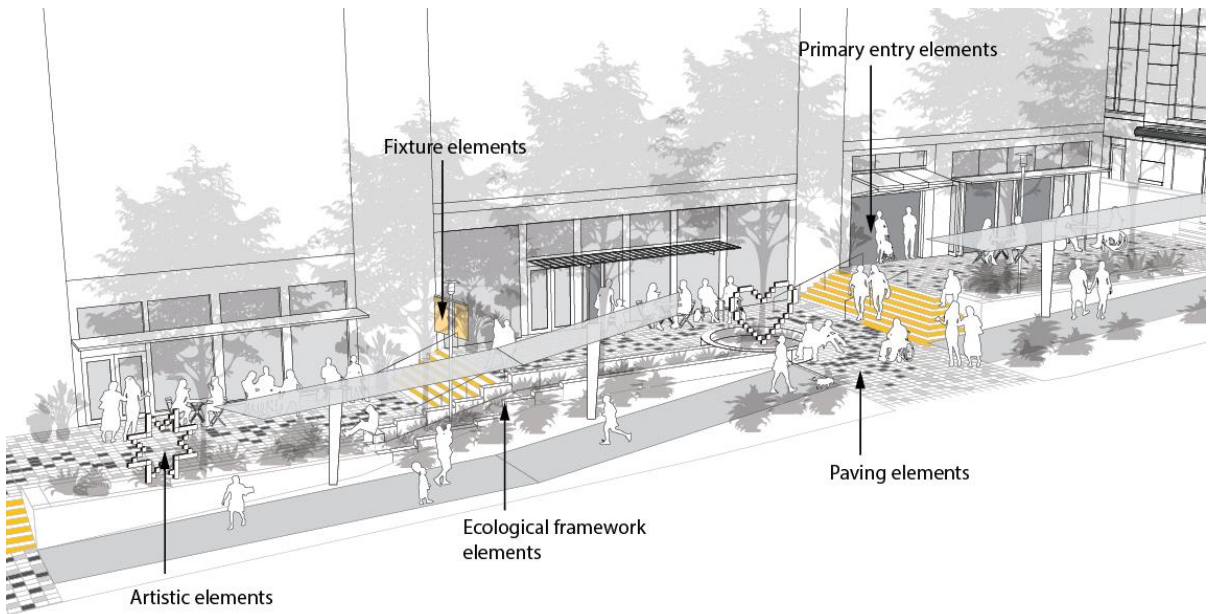 Primary entry elements
Fixture elements
Paving elements
Ecological framework
elements
Artistic elements